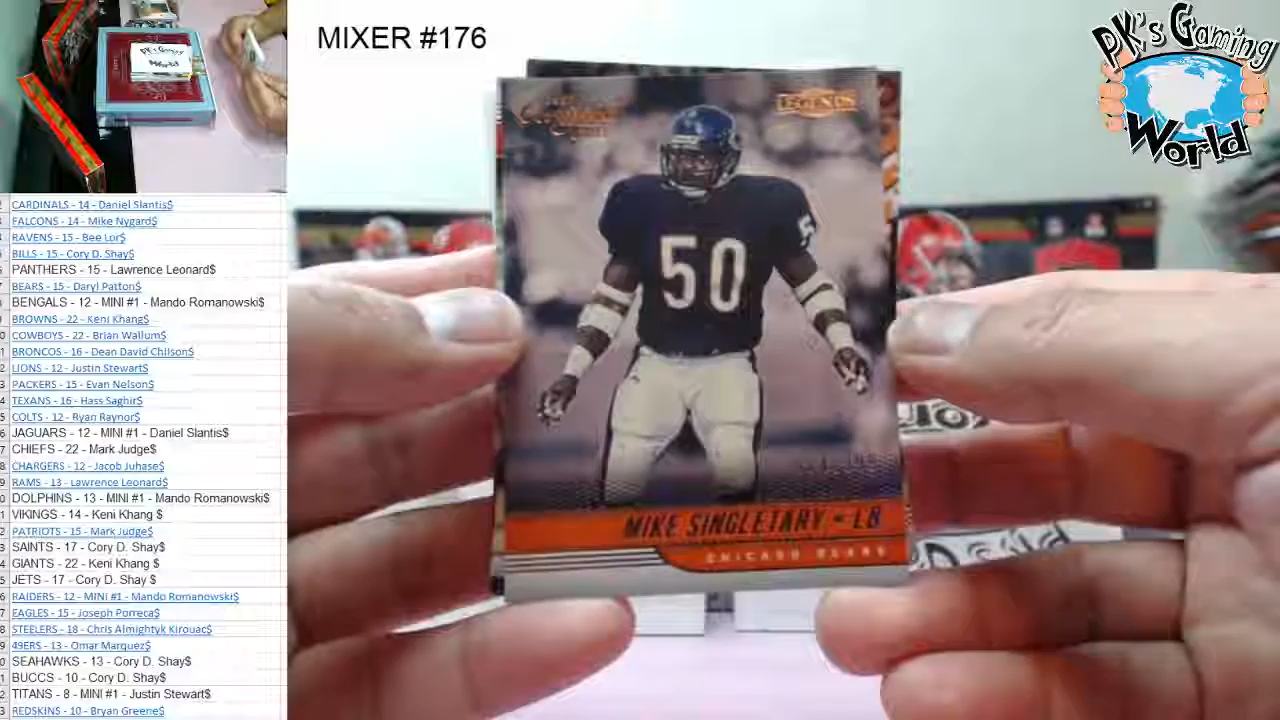 MIXER #176
PK's Gaming
World
PK's Gaming
World
CARDINALS - 14 - Daniel Slantis$
FALCONS - 14 - Mike Nygard$
RAVENS - 15 - Bee Lor$
BILLS - 15 - Cory D. Shay$
PANTHERS - 15 - Lawrence Leonard$
BEARS - 15 - Daryl Patton$
BENGALS - 12 - MINI #1 - Mando Romanowski$
BROWNS - 22 - Keni Khang$
COWBOYS - 22 - Brian Wallum$
BRONCOS - 16 - Dean David Chilson$
LIONS - 12 - Justin Stewart$
PACKERS - 15 - Evan Nelson$
TEXANS - 16 - Hass Saghir$
COLTS - 12 - Ryan Raynor$
JAGUARS - 12 - MINI #1 - Daniel Slantis$
CHIEFS - 22 - Mark Judge$
CHARGERS - 12 - Jacob Juhase$
RAMS - 13 - Lawrence Leonard$
DOLPHINS - 13 - MINI #1 - Mando Romanowski$
VIKINGS - 14 - Keni Khang $
PATRIOTS - 15 - Mark Judge$
SAINTS - 17 - Cory D. Shay$
GIANTS - 22 - Keni Khang $
JETS - 17 - Cory D. Shay $
RAIDERS - 12 - MINI #1 - Mando Romanowski$
EAGLES - 15 - Joseph Porreca$
STEELERS - 18 - Chris Almightyk Kirouac$
49ERS - 13 - Omar Marquez$
SEAHAWKS - 13 - Cory D. Shay$
BUCCS - 10 - Cory D. Shay$
TITANS - 8 - MINI #1 - Justin Stewart$
REDSKINS - 10 - Bryan Greene$
LEGENDS
50
MIKE SINGLETARY - LB
CHICAGO BEARS